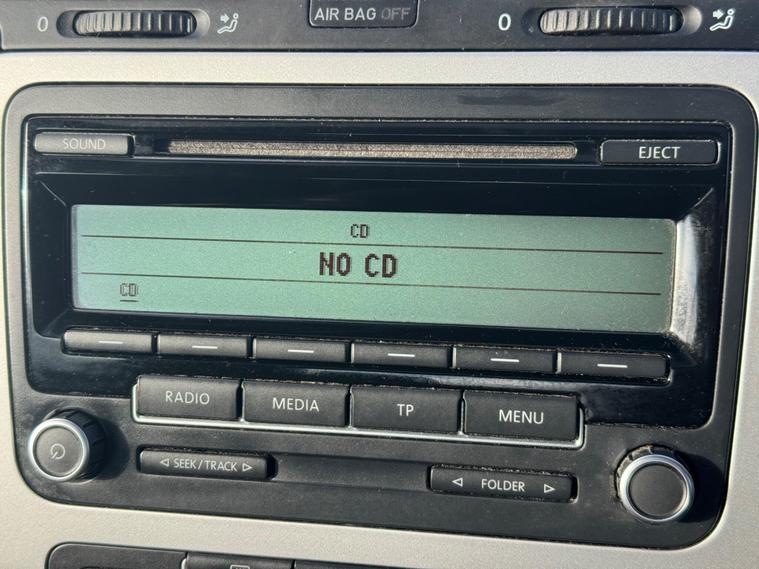 0 AIR BAG OFF 0
SOUND EJECT
CD
NO CD
CD
RADIO MEDIA TP MENU
SEEK / TRACK
FOLDER